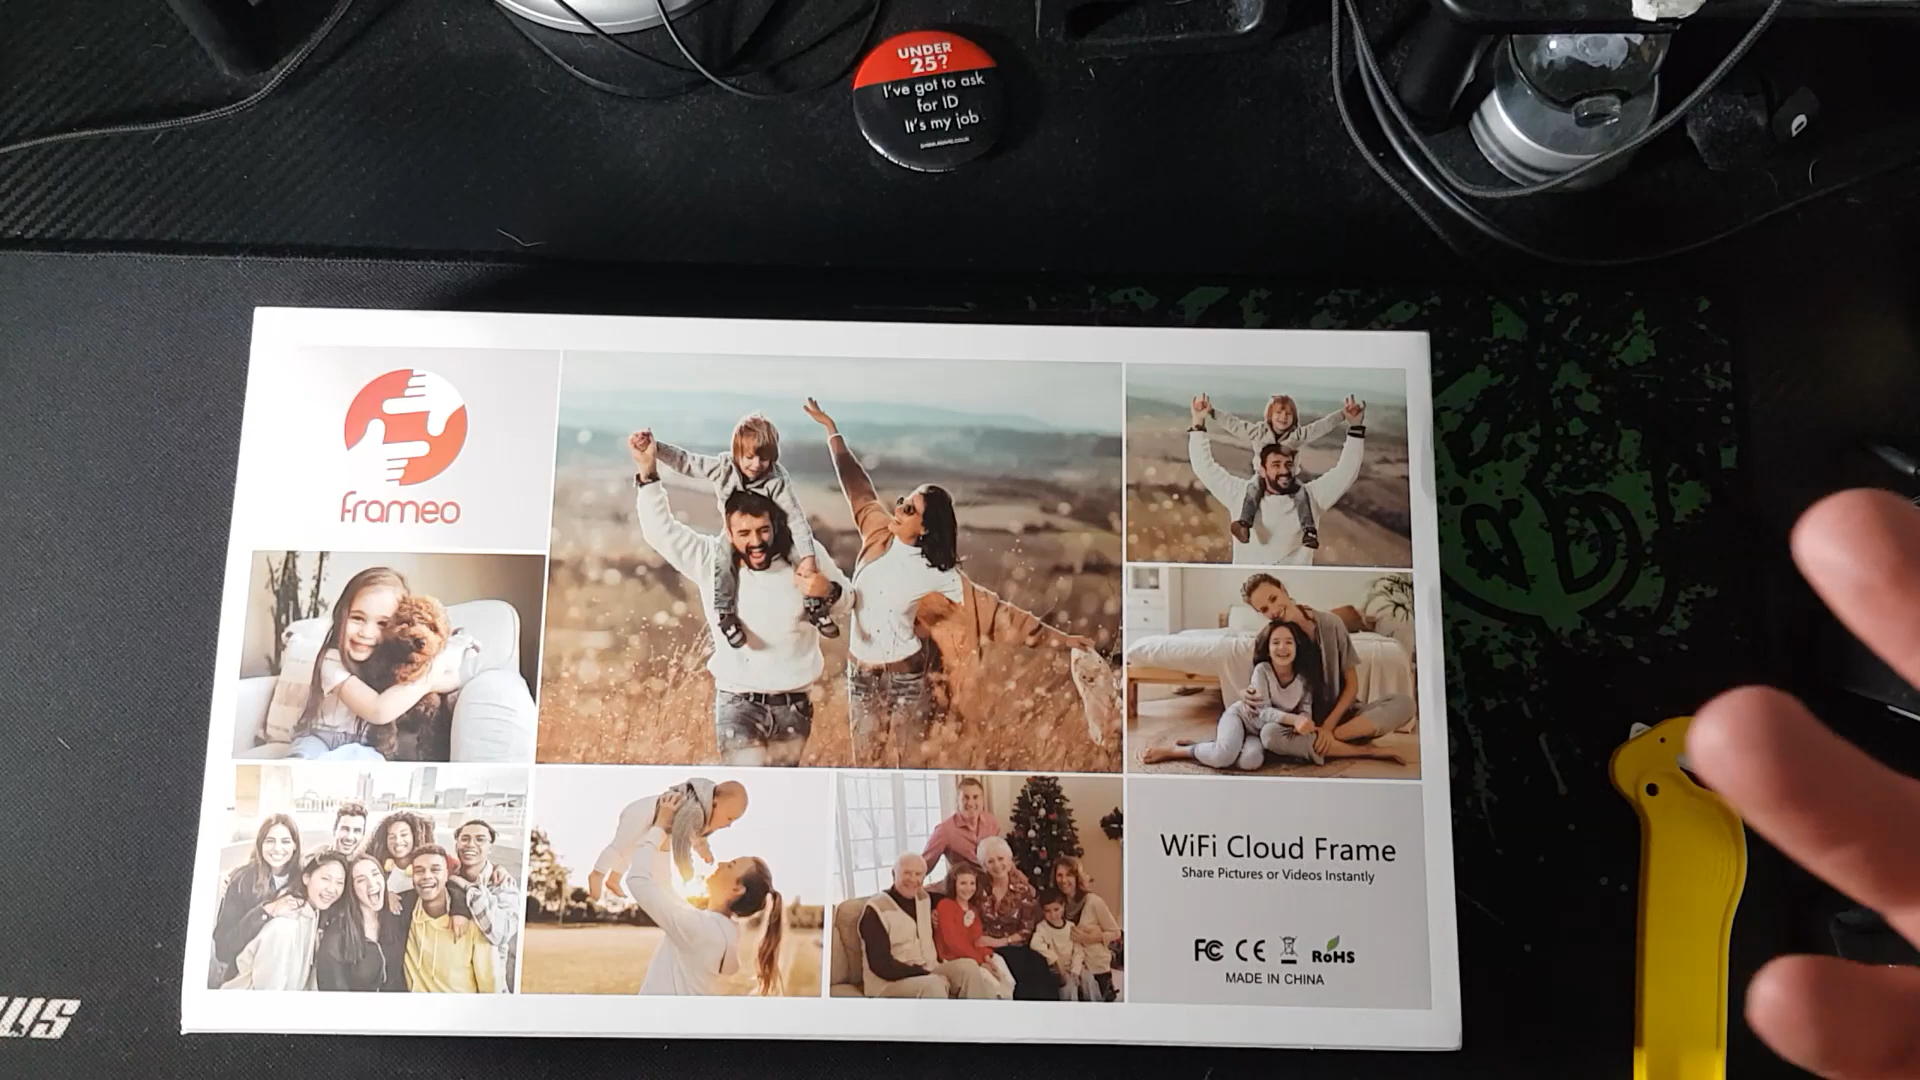 UNDER
25?
I've got to ask
for ID
It's my job
frameo
WiFi Cloud Frame
Share Pictures or Videos Instantly
FC CE RoHS
MADE IN CHINA